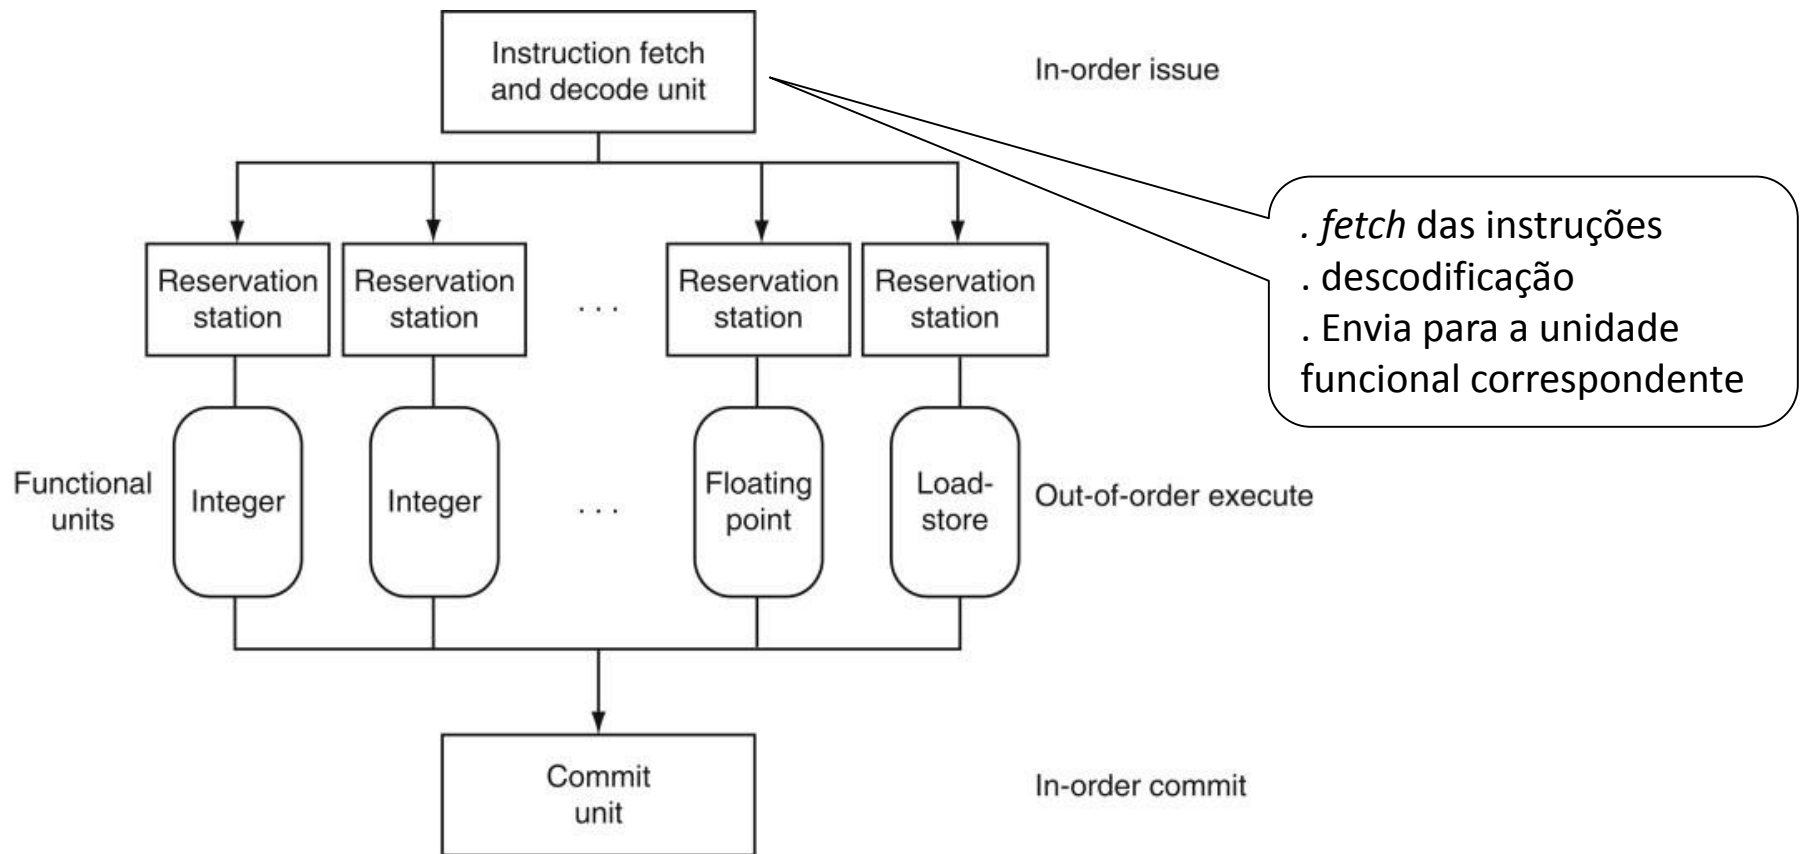 Instruction fetch
and decode unit
In-order issue
. fetch das instruções
. descodificação
. Envia para a unidade
funcional correspondente
Reservation
station
Reservation
station
. . .
Reservation
station
Reservation
station
Functional
units
Integer
Integer
. . .
Floating
point
Load-
store
Out-of-order execute
Commit
unit
In-order commit